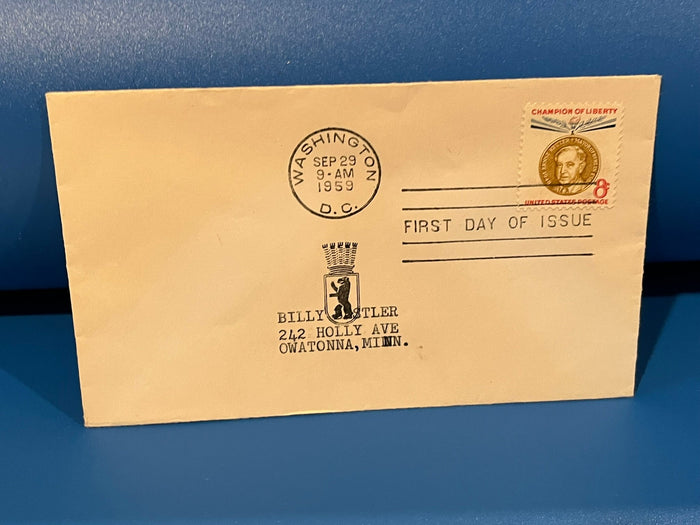 CHAMPION OF LIBERTY
8¢
UNITED STATES POSTAGE
WASHINGTON
SEP 29
9-AM
1959
D.C.
FIRST DAY OF ISSUE
BILLY
242 HOLLY AVE
OWATONNA, MINN.